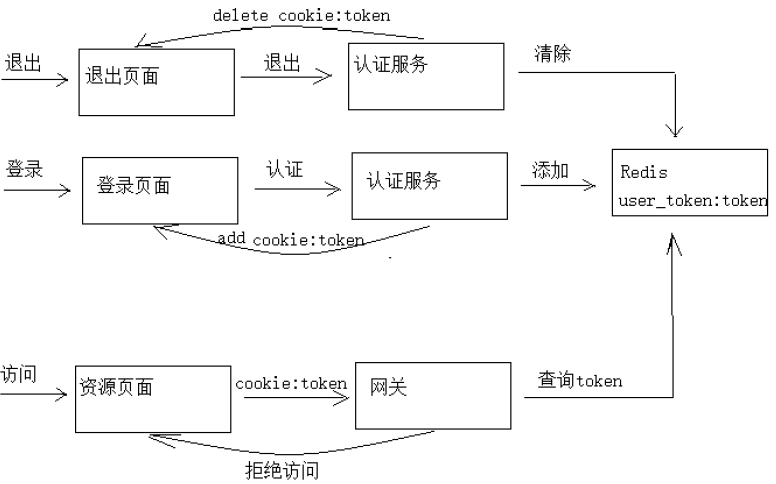 delete cookie:token
退出
退出页面
退出
认证服务
清除
登录
登录页面
认证
认证服务
添加
Redis
user_token:token
add cookie:token
访问
资源页面
cookie:token
网关
查询token
拒绝访问